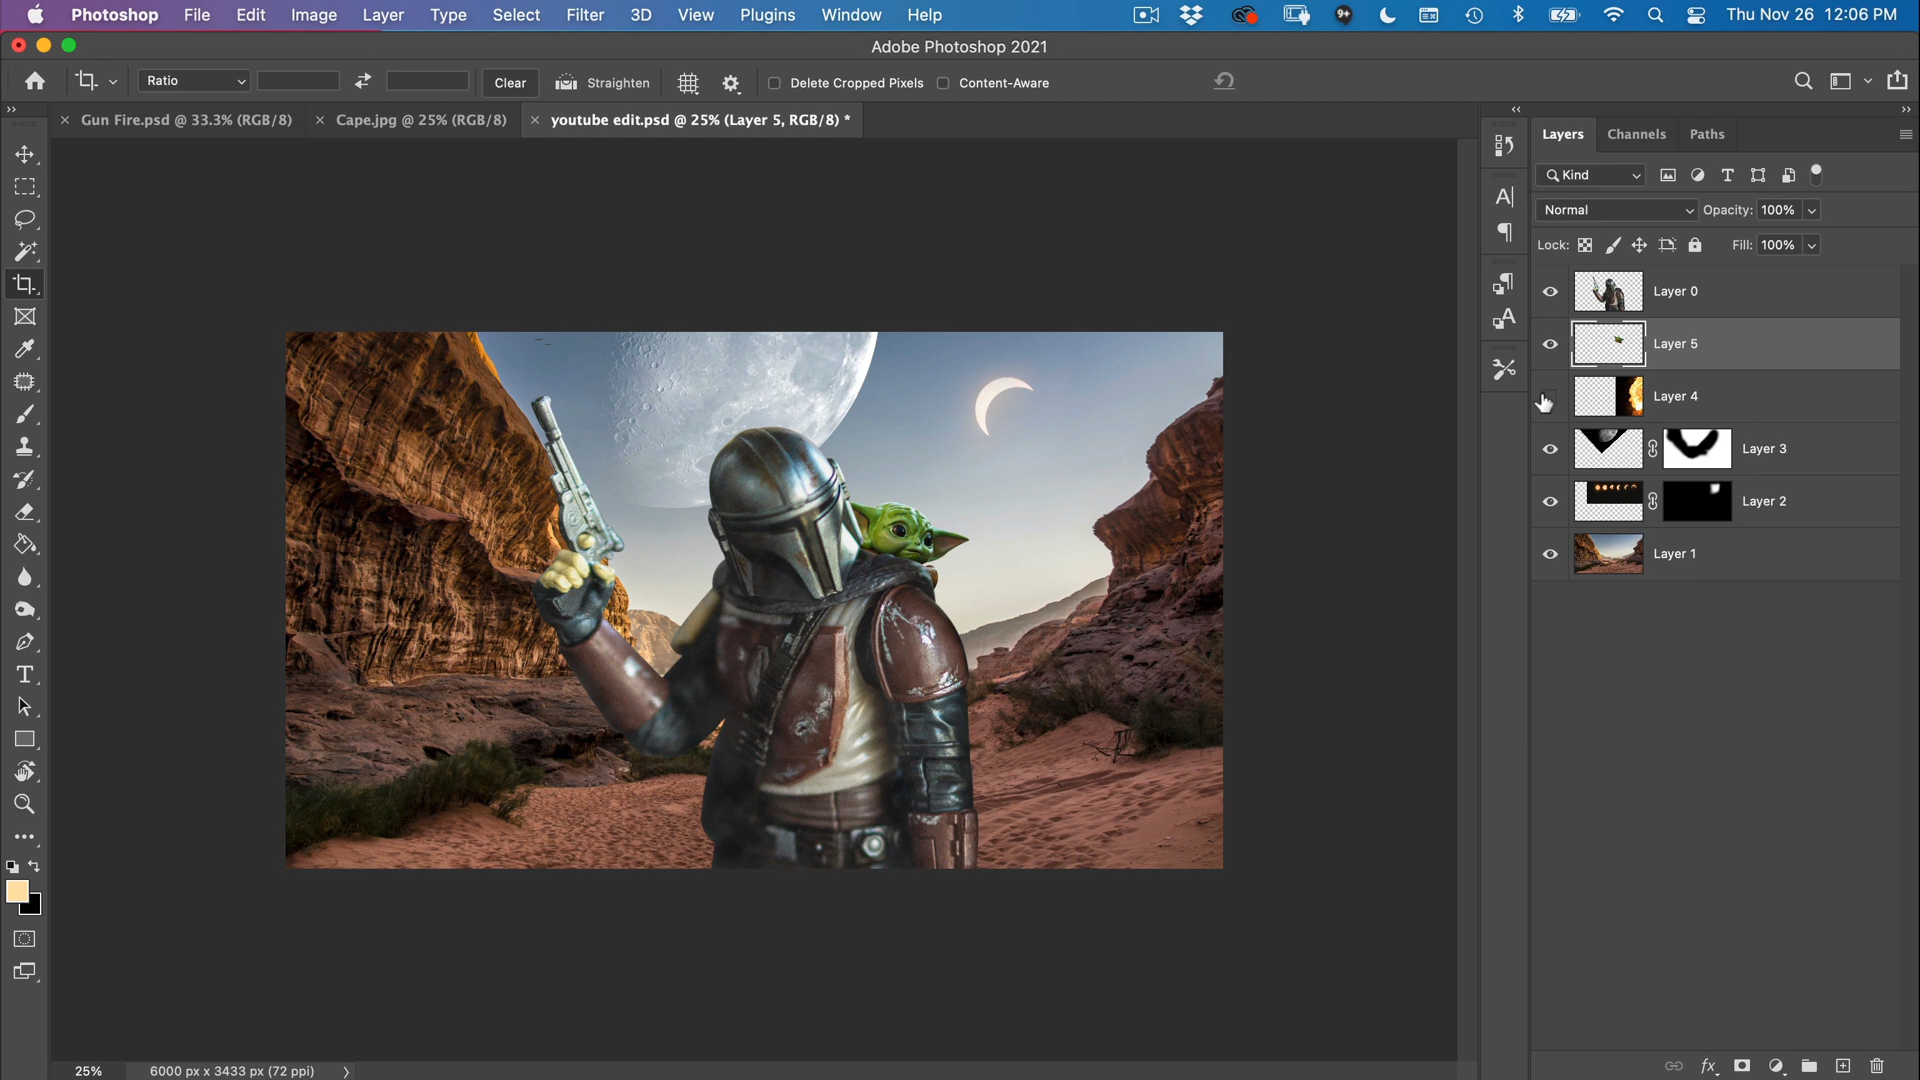 Photoshop File Edit Image Layer Type Select Filter 3D View Plugins Window Help 9+ Thu Nov 26 12:06 PM
Adobe Photoshop 2021
Ratio Clear Straighten Delete Cropped Pixels Content-Aware
Gun Fire.psd @ 33.3% (RGB/8) Cape.jpg @ 25% (RGB/8) youtube edit.psd @ 25% (Layer 5, RGB/8) *
Layers Channels Paths
Kind
Normal Opacity: 100%
Lock: Fill: 100%
Layer 0
Layer 5
Layer 4
Layer 3
Layer 2
Layer 1
25% 6000 px x 3433 px (72 ppi)
fx